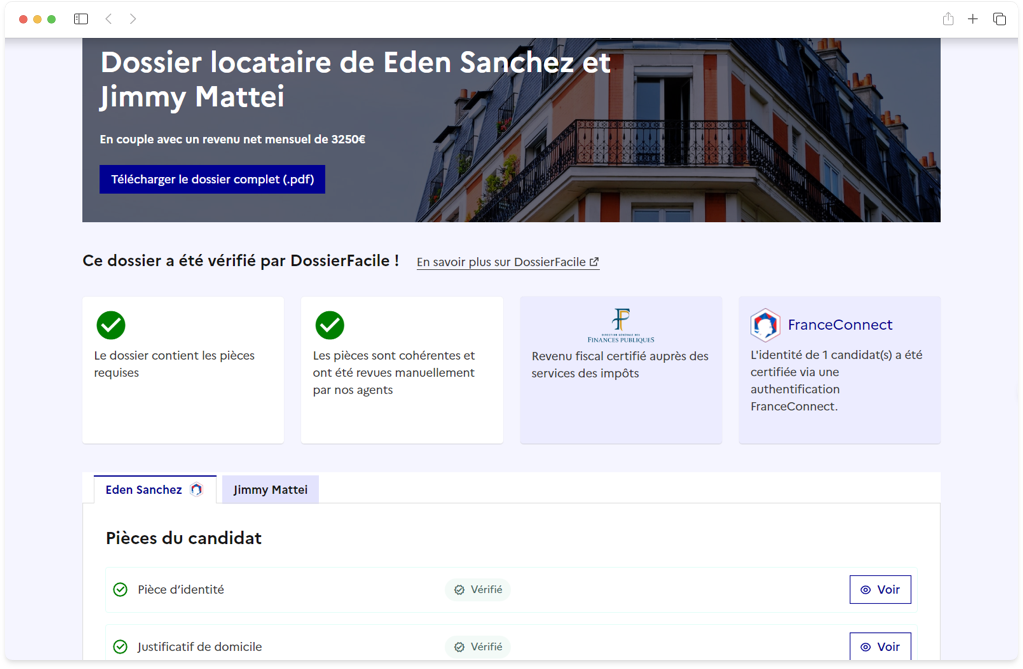 Dossier locataire de Eden Sanchez et
Jimmy Mattei
En couple avec un revenu net mensuel de 3250€
Télécharger le dossier complet (.pdf)
Ce dossier a été vérifié par DossierFacile !
En savoir plus sur DossierFacile
Le dossier contient les pièces
requises
Les pièces sont cohérentes et
ont été revues manuellement
par nos agents
DIRECTION GÉNÉRALE DES
FINANCES PUBLIQUES
Revenu fiscal certifié auprès des
services des impôts
FranceConnect
L'identité de 1 candidat(s) a été
certifiée via une
authentification
FranceConnect.
Eden Sanchez
Jimmy Mattei
Pièces du candidat
Pièce d’identité
Vérifié
Voir
Justificatif de domicile
Vérifié
Voir